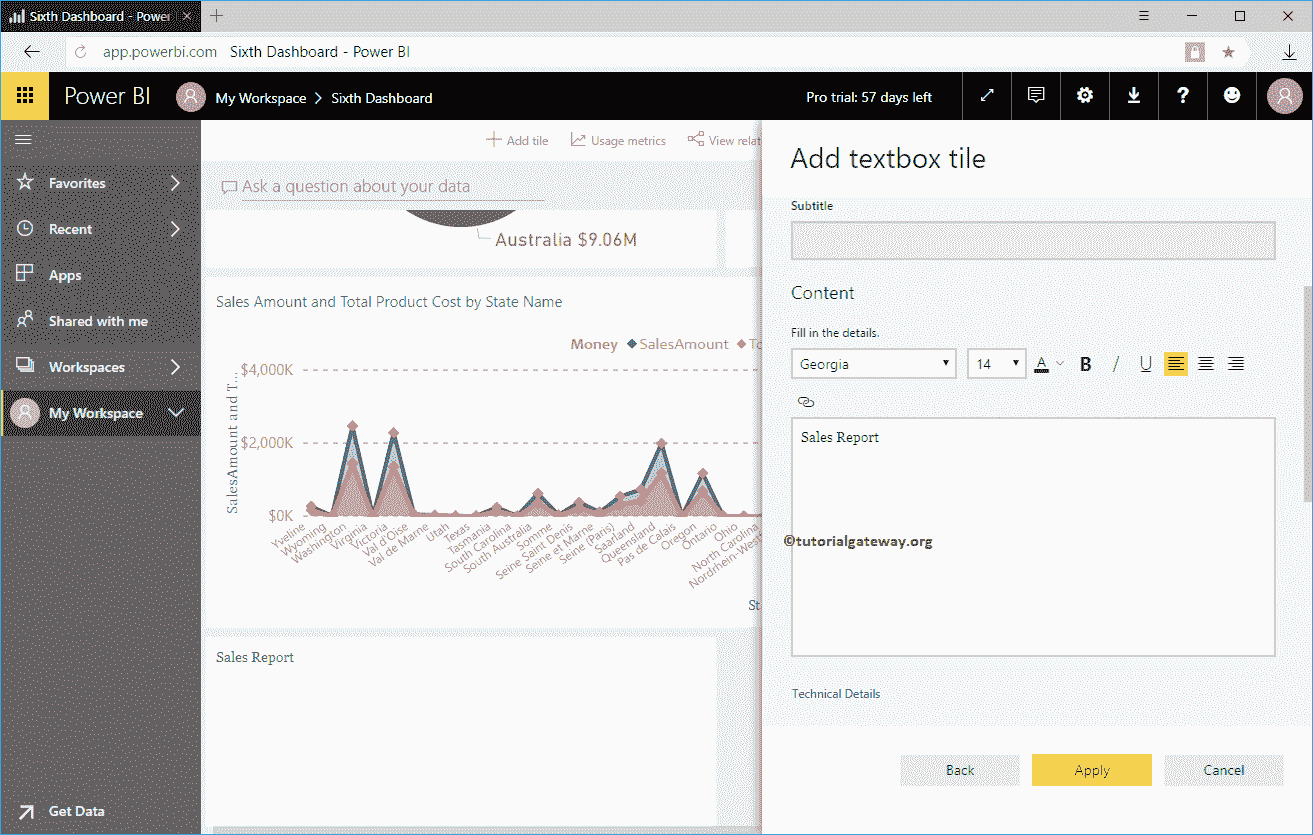 Sixth Dashboard - Power
app.powerbi.com Sixth Dashboard - Power BI
Power BI My Workspace > Sixth Dashboard Pro trial: 57 days left ?
Favorites
Recent
Apps
Shared with me
Workspaces
My Workspace
Get Data
Add tile Usage metrics View relat
Ask a question about your data
Australia $9.06M
Sales Amount and Total Product Cost by State Name
Money SalesAmount To
SalesAmount and T...
$4,000K
$2,000K
$0K
Yveline
Wyoming
Washington
Virginia
Victoria
Val d'Oise
Val de Marne
Utah
Texas
Tasmania
South Carolina
South Australia
Somme
Seine Saint Denis
Seine et Marne
Seine (Paris)
Saarland
Queensland
Pas de Calais
Oregon
Ontario
Ohio
North Carolina
Nordrhein-West
St
Sales Report
Add textbox tile
Subtitle
Content
Fill in the details.
Georgia 14 A B I U
Sales Report
©tutorialgateway.org
Technical Details
Back Apply Cancel